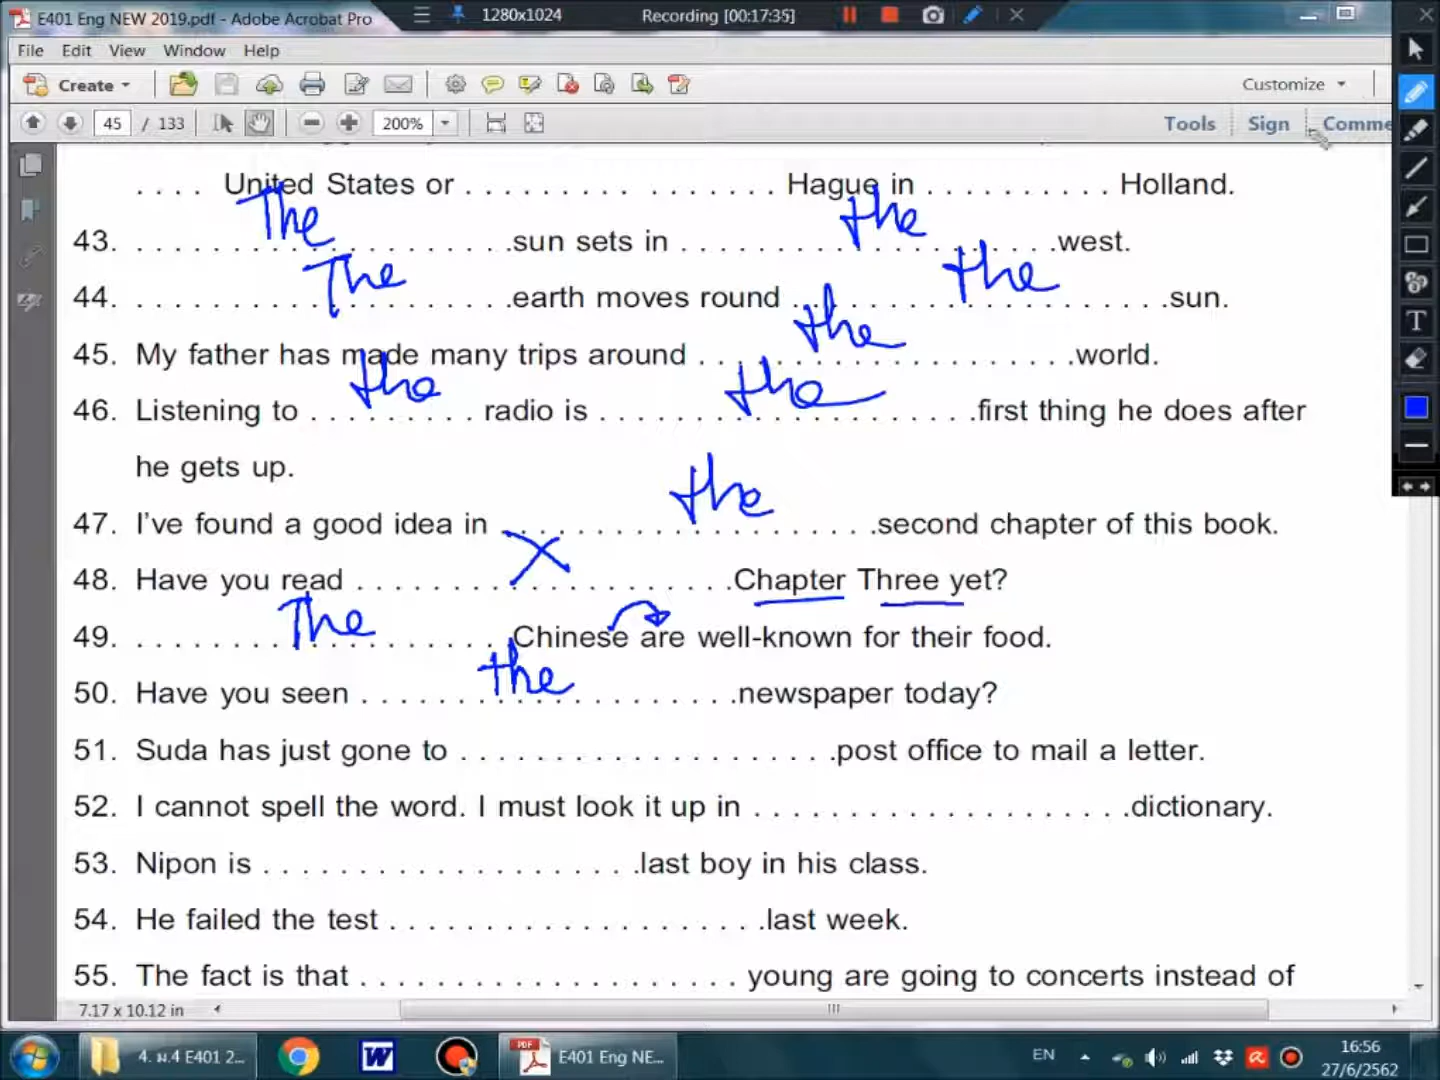 E401 Eng NEW 2019.pdf - Adobe Acrobat Pro
1280x1024
Recording [00:17:35]
File Edit View Window Help
Create
Customize
45 / 133
200%
Tools Sign Comme
. . . . United States or . . . . . . . . . . . . . . . . Hague in . . . . . . . . . . Holland.
The the
43. . . . . . . . . . . . . . . . . . . .sun sets in . . . . . . . . . . . . . . . . . . .west.
The the
44. . . . . . . . . . . . . . . . . . . .earth moves round . . . . . . . . . . . . . . . . . . .sun.
the
45. My father has made many trips around . . . . . . . . . . . . . . . . . . .world.
the the
46. Listening to . . . . . . . . . radio is . . . . . . . . . . . . . . . . . . .first thing he does after
he gets up.
the
47. I've found a good idea in . . . . . . . . . . . . . . . . . . .second chapter of this book.
X
48. Have you read . . . . . . . . . . . . . . . . . . .Chapter Three yet?
The
49. . . . . . . . . . . . . . . . . . . . Chinese are well-known for their food.
the
50. Have you seen . . . . . . . . . . . . . . . . . . .newspaper today?
51. Suda has just gone to . . . . . . . . . . . . . . . . . . .post office to mail a letter.
52. I cannot spell the word. I must look it up in . . . . . . . . . . . . . . . . . . .dictionary.
53. Nipon is . . . . . . . . . . . . . . . . . . .last boy in his class.
54. He failed the test . . . . . . . . . . . . . . . . . . .last week.
55. The fact is that . . . . . . . . . . . . . . . . . . . young are going to concerts instead of
7.17 x 10.12 in
4. ม.4 E401 2...
E401 Eng NE...
EN
16:56
27/6/2562